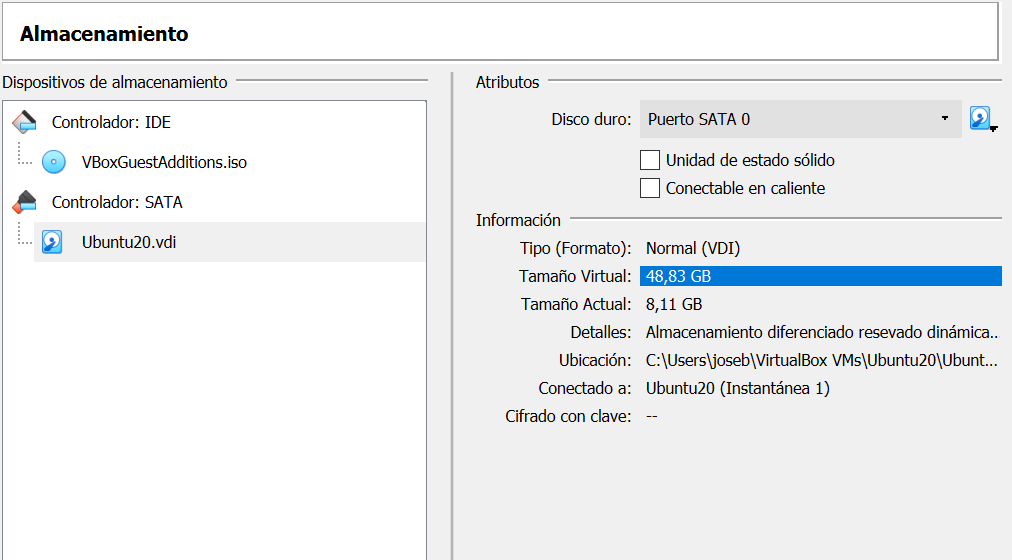 Almacenamiento
Dispositivos de almacenamiento
Controlador: IDE
VBoxGuestAdditions.iso
Controlador: SATA
Ubuntu20.vdi
Atributos
Disco duro: Puerto SATA 0
Unidad de estado sólido
Conectable en caliente
Información
Tipo (Formato): Normal (VDI)
Tamaño Virtual: 48,83 GB
Tamaño Actual: 8,11 GB
Detalles: Almacenamiento diferenciado resevado dinámica...
Ubicación: C:\Users\joseb\VirtualBox VMs\Ubuntu20\Ubunt...
Conectado a: Ubuntu20 (Instantánea 1)
Cifrado con clave: --